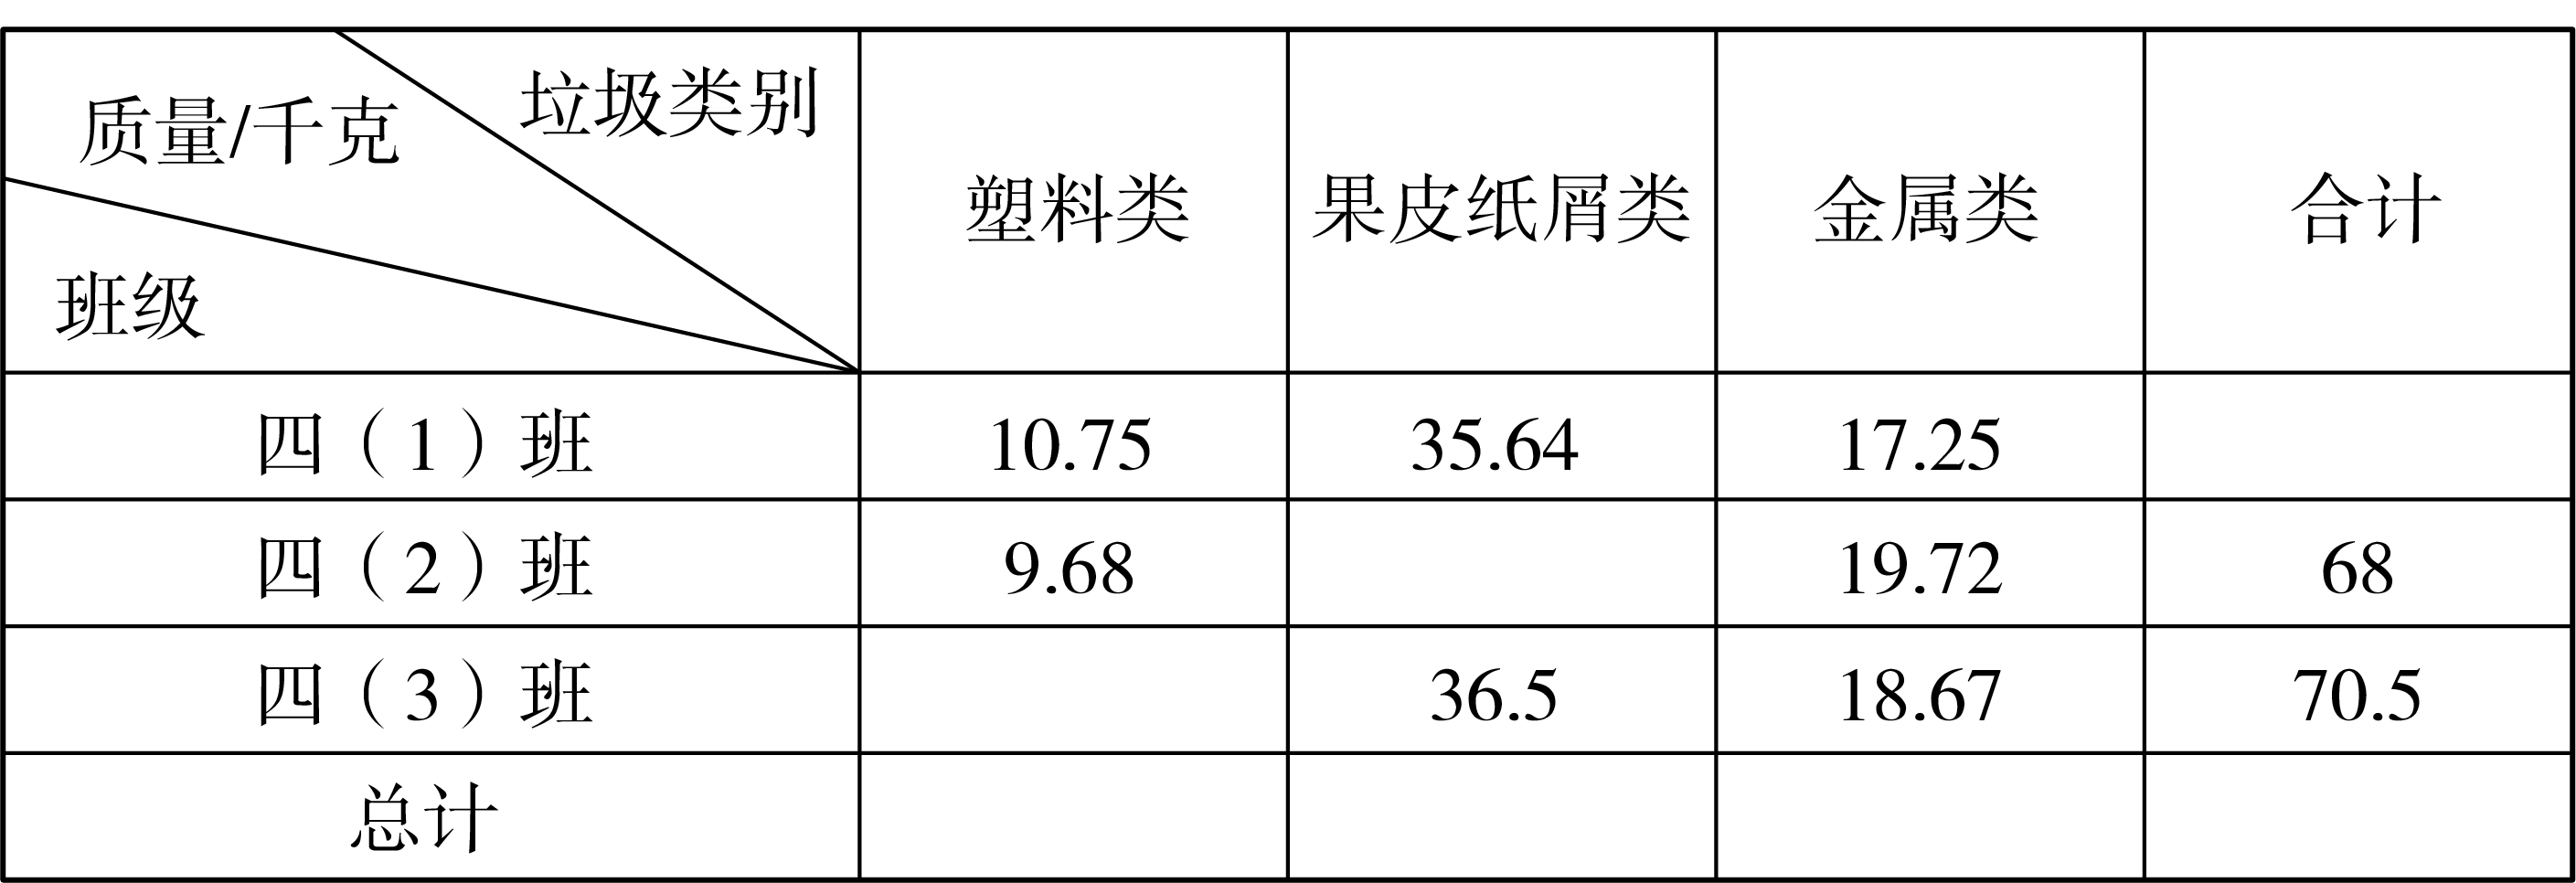 垃圾类别
质量/千克
班级
塑料类 果皮纸屑类 金属类 合计
四（1）班 10.75 35.64 17.25
四（2）班 9.68 19.72 68
四（3）班 36.5 18.67 70.5
总计